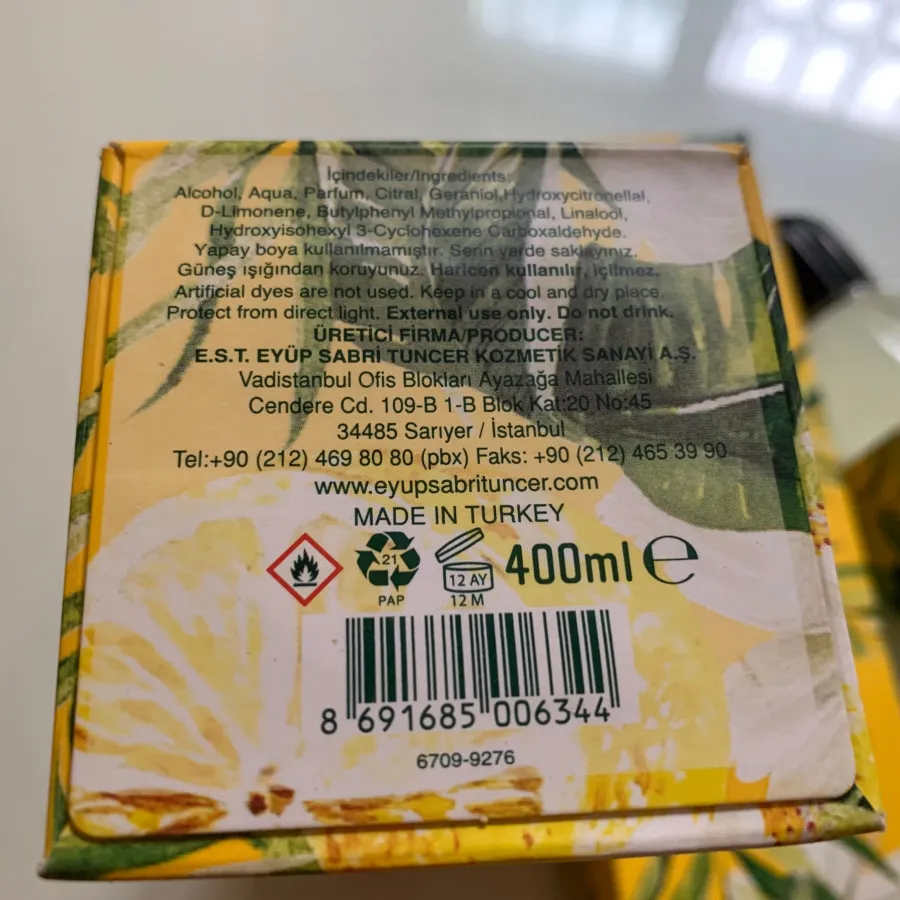 İçindekiler/Ingredients:
Alcohol, Aqua, Parfum, Citral, Geraniol,Hydroxycitronellal,
D-Limonene, Butylphenyl Methylpropional, Linalool,
Hydroxyisohexyl 3-Cyclohexene Carboxaldehyde.
Yapay boya kullanılmamıştır. Serin yerde saklayınız.
Güneş ışığından koruyunuz. Haricen kullanılır, içilmez.
Artificial dyes are not used. Keep in a cool and dry place.
Protect from direct light. External use only. Do not drink.
ÜRETİCİ FİRMA/PRODUCER:
E.S.T. EYÜP SABRİ TUNCER KOZMETİK SANAYİ A.Ş.
Vadistanbul Ofis Blokları Ayazağa Mahallesi
Cendere Cd. 109-B 1-B Blok Kat:20 No:45
34485 Sarıyer / İstanbul
Tel:+90 (212) 469 80 80 (pbx) Faks: +90 (212) 465 39 90
www.eyupsabrituncer.com
MADE IN TURKEY
21
PAP
12 AY
12 M
400ml e
8 691685 006344
6709-9276